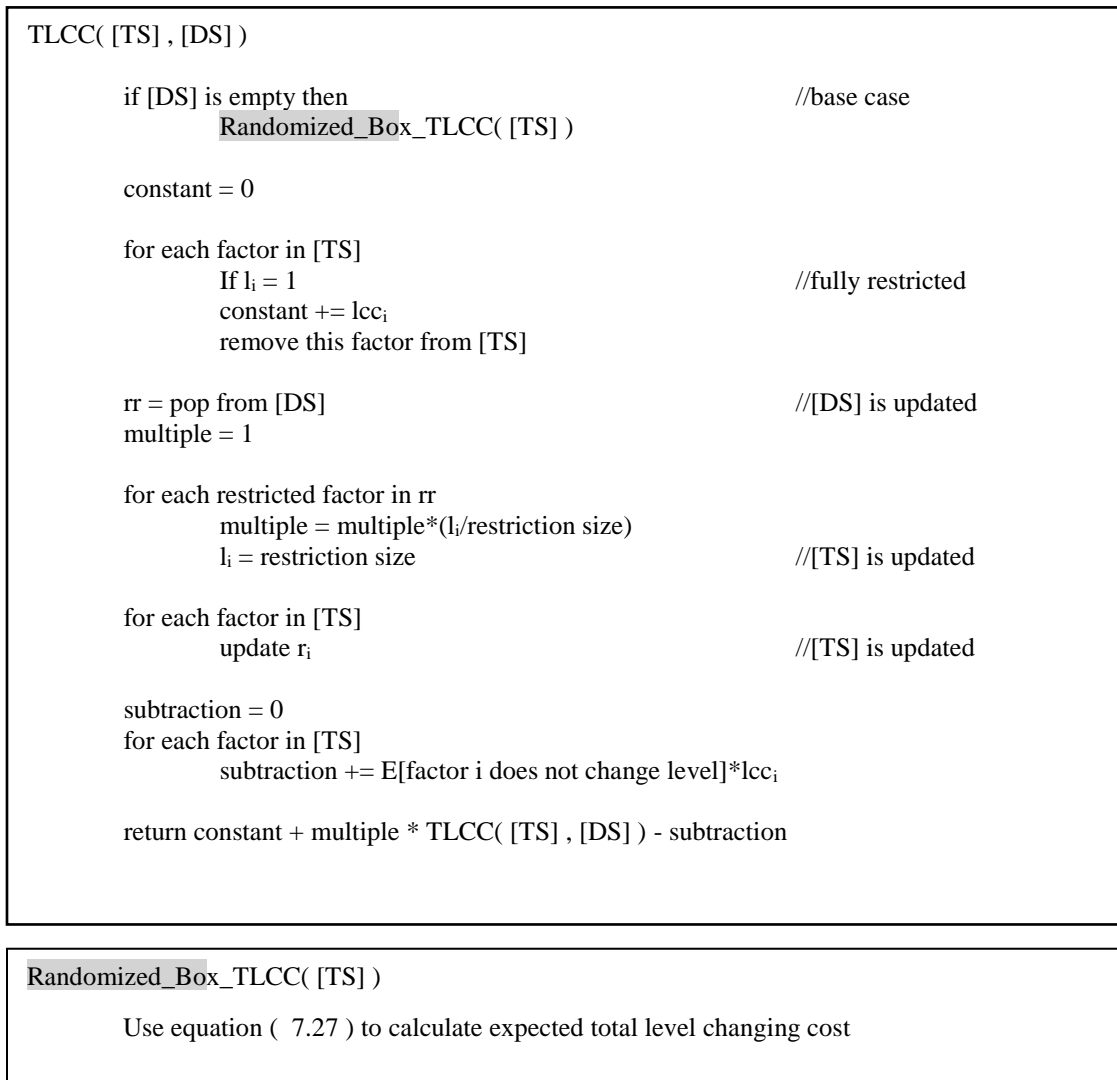 TLCC( [TS] , [DS] )
if [DS] is empty then //base case
Randomized_Box_TLCC( [TS] )
constant = 0
for each factor in [TS]
If lᵢ = 1 //fully restricted
constant += lccᵢ
remove this factor from [TS]
rr = pop from [DS] //[DS] is updated
multiple = 1
for each restricted factor in rr
multiple = multiple*(lᵢ/restriction size)
lᵢ = restriction size //[TS] is updated
for each factor in [TS]
update rᵢ //[TS] is updated
subtraction = 0
for each factor in [TS]
subtraction += E[factor i does not change level]*lccᵢ
return constant + multiple * TLCC( [TS] , [DS] ) - subtraction
Randomized_Box_TLCC( [TS] )
Use equation ( 7.27 ) to calculate expected total level changing cost